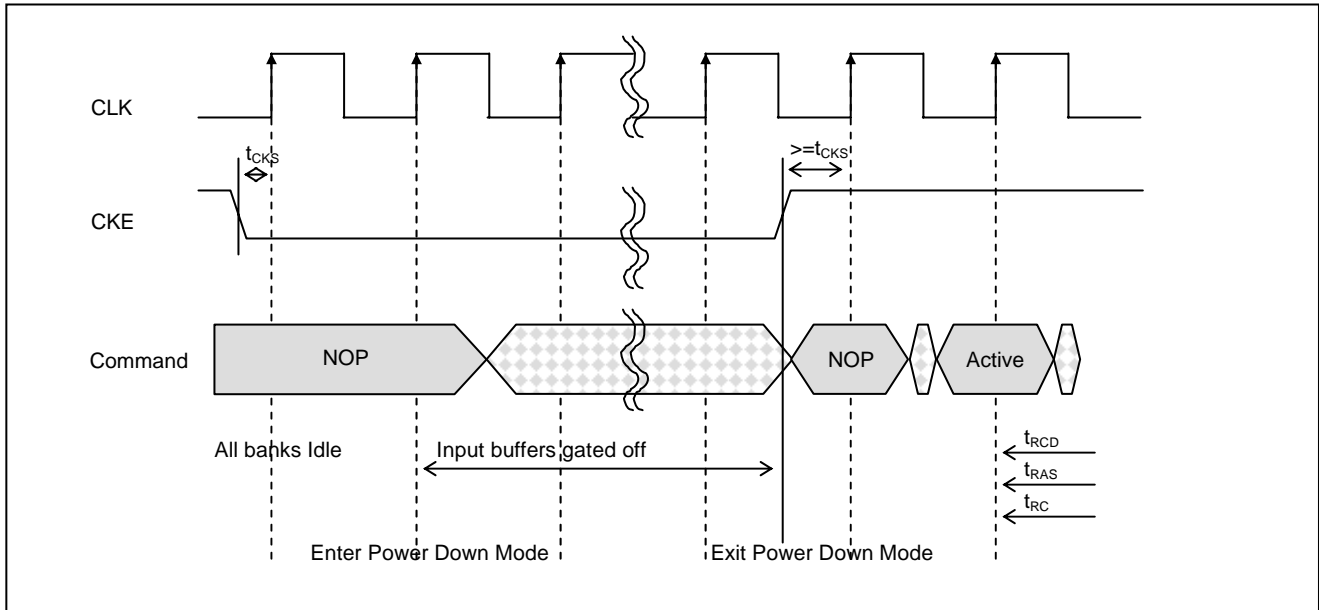 CLK
tCKS
>=tCKS
CKE
Command
NOP
NOP
Active
All banks Idle
Input buffers gated off
tRCD
tRAS
tRC
Enter Power Down Mode
Exit Power Down Mode